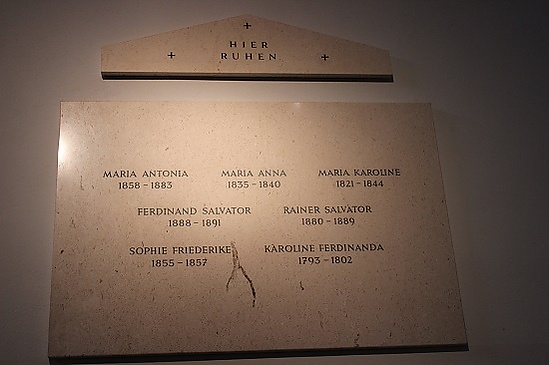 HIER
RUHEN
MARIA ANTONIA MARIA ANNA MARIA KAROLINE
1858 – 1883 1835 – 1840 1821 – 1844
FERDINAND SALVATOR RAINER SALVATOR
1888 – 1891 1880 – 1889
SOPHIE FRIEDERIKE KAROLINE FERDINANDA
1855 – 1857 1793 – 1802